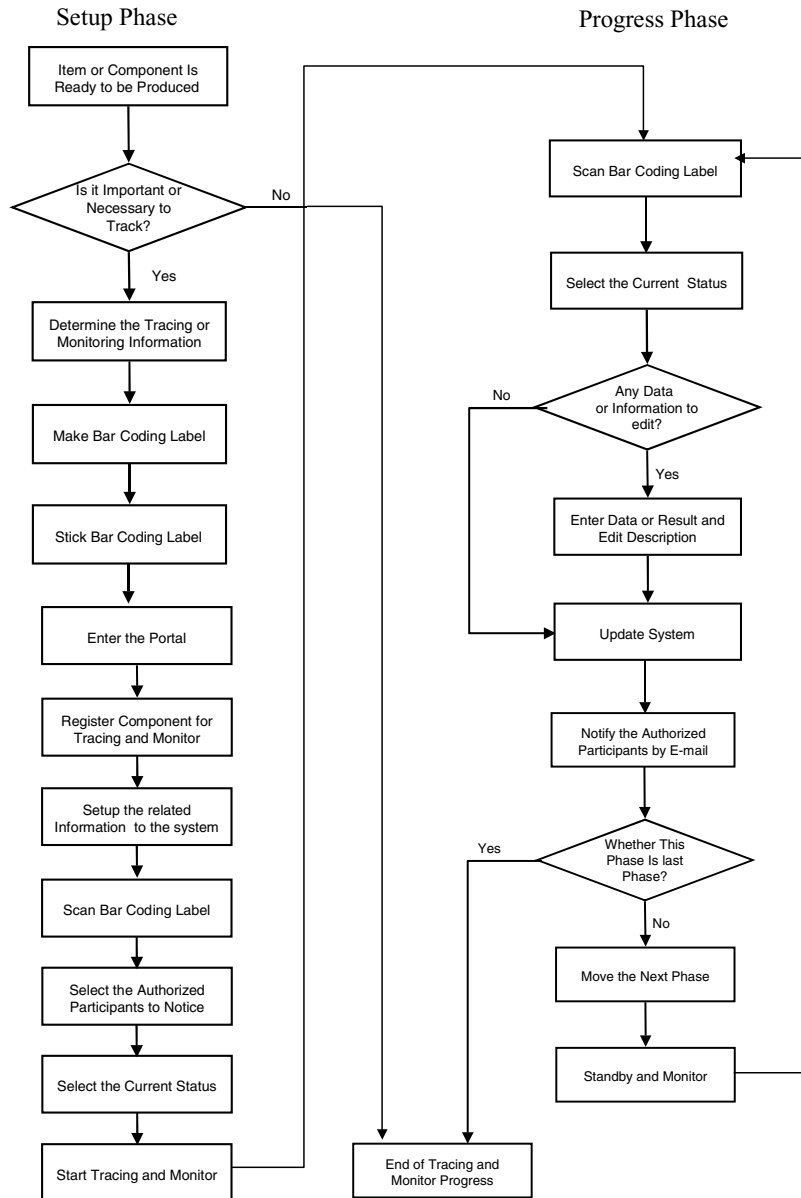 Setup Phase
Item or Component Is
Ready to be Produced
Is it Important or
Necessary to
Track?
No
Yes
Determine the Tracing or
Monitoring Information
Make Bar Coding Label
Stick Bar Coding Label
Enter the Portal
Register Component for
Tracing and Monitor
Setup the related
Information to the system
Scan Bar Coding Label
Select the Authorized
Participants to Notice
Select the Current Status
Start Tracing and Monitor
Progress Phase
Scan Bar Coding Label
Select the Current Status
Any Data
or Information to
edit?
No
Yes
Enter Data or Result and
Edit Description
Update System
Notify the Authorized
Participants by E-mail
Whether This
Phase Is last
Phase?
Yes
No
Move the Next Phase
Standby and Monitor
End of Tracing and
Monitor Progress